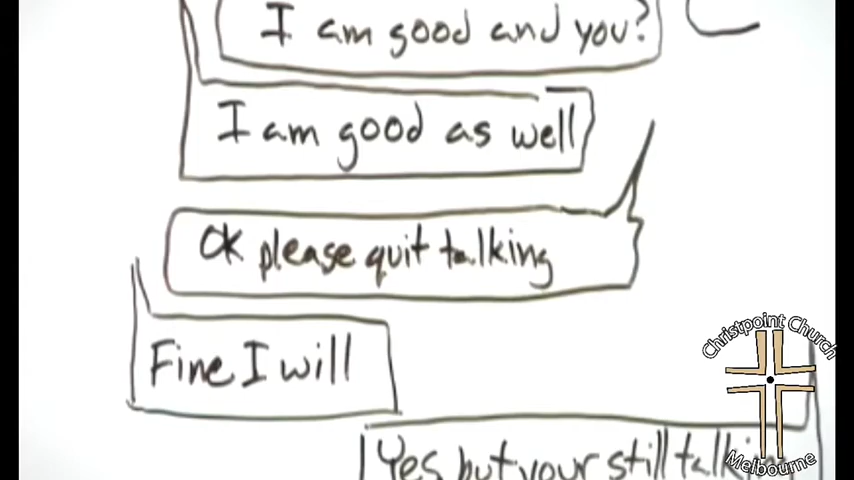 I am good and you?
I am good as well
OK please quit talking
Fine I will
Yes but your still talking
Christpoint Church
Melbourne